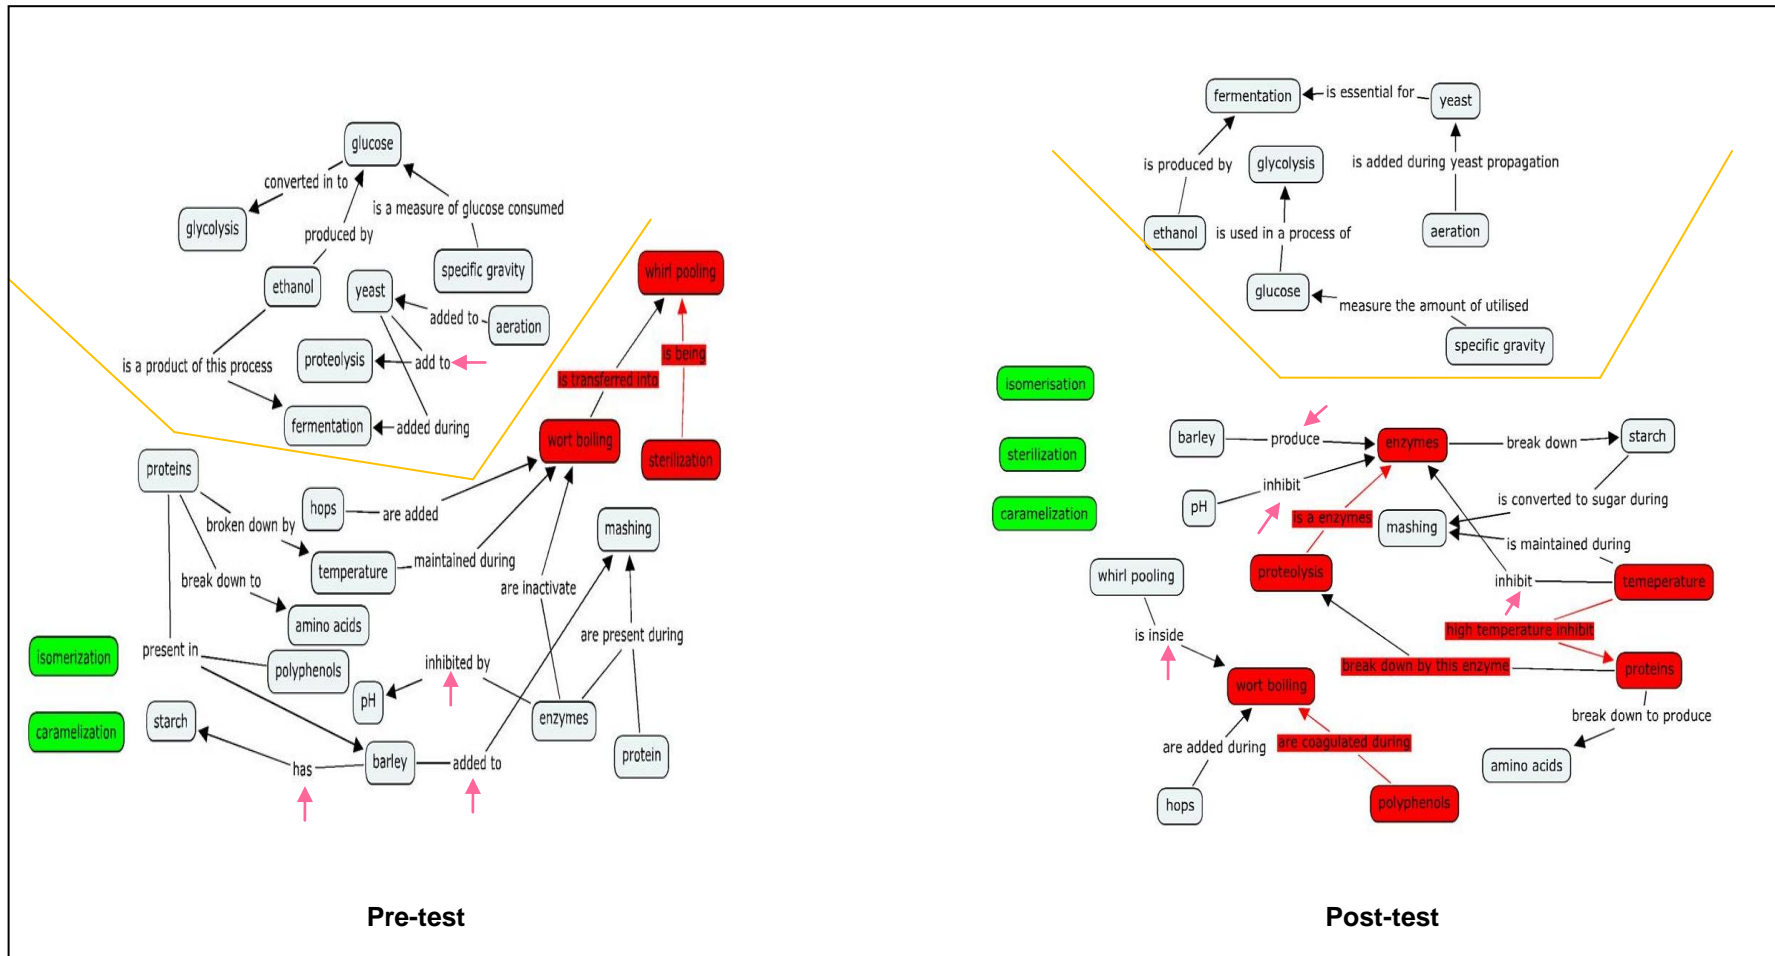 glucose
converted in to
glycolysis
is a measure of glucose consumed
produced by
specific gravity
whirl pooling
ethanol
yeast
added to
aeration
proteolysis
add to
is being
is a product of this process
is transferred into
fermentation
added during
wort boiling
sterilization
proteins
hops
are added
broken down by
mashing
temperature
maintained during
break down to
are inactivate
amino acids
are present during
isomerization
present in
polyphenols
inhibited by
pH
enzymes
starch
caramelization
has
barley
added to
protein
Pre-test
fermentation
is essential for
yeast
is produced by
glycolysis
is added during yeast propagation
ethanol
is used in a process of
aeration
glucose
measure the amount of utilised
specific gravity
isomerisation
barley
produce
enzymes
break down
starch
sterilization
inhibit
is converted to sugar during
pH
is a enzymes
mashing
caramelization
is maintained during
whirl pooling
proteolysis
inhibit
temeperature
is inside
high temperature inhibit
break down by this enzyme
proteins
wort boiling
break down to produce
are added during
are coagulated during
amino acids
hops
polyphenols
Post-test